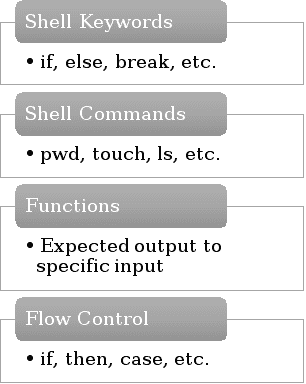 Shell Keywords
• if, else, break, etc.
Shell Commands
• pwd, touch, ls, etc.
Functions
• Expected output to
specific input
Flow Control
• if, then, case, etc.